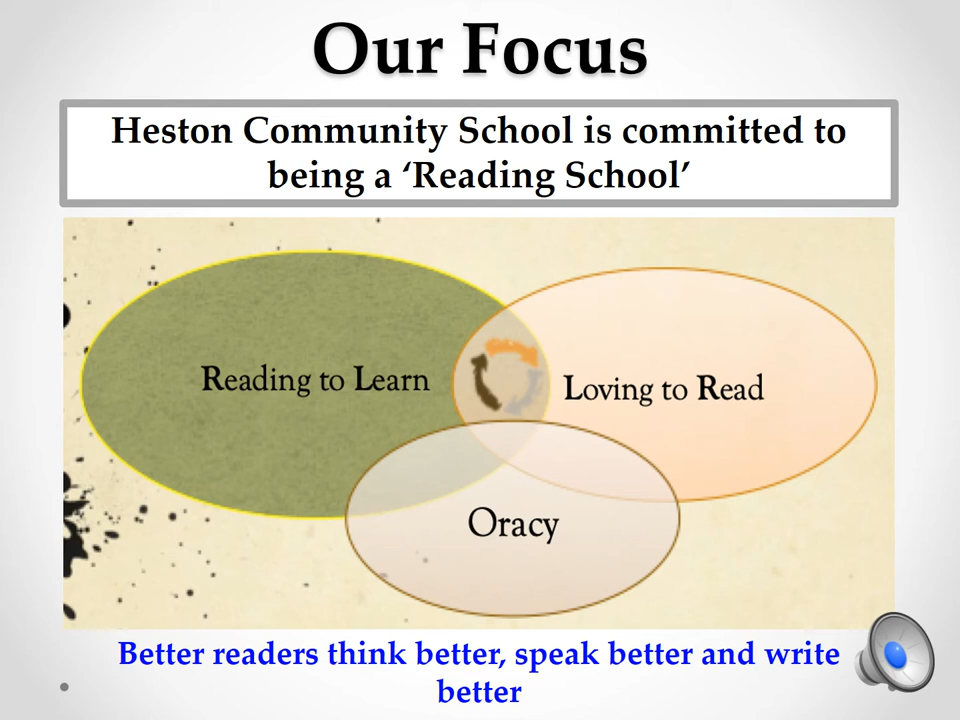 Our Focus
Heston Community School is committed to
being a ‘Reading School’
Reading to Learn
Loving to Read
Oracy
Better readers think better, speak better and write
better